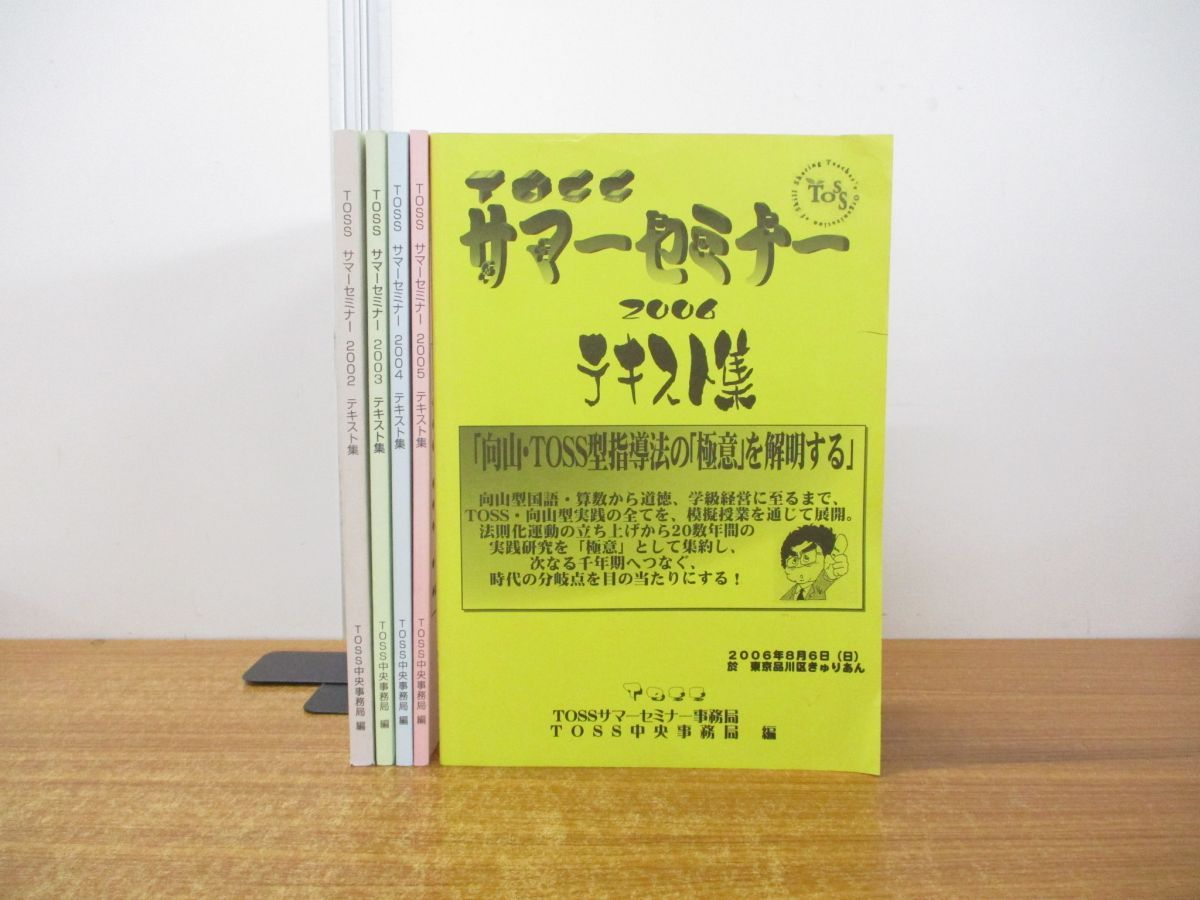 TOSS サマーセミナー 2002 テキスト集 TOSS中央事務局 編
TOSS サマーセミナー 2003 テキスト集 TOSS中央事務局 編
TOSS サマーセミナー 2004 テキスト集 TOSS中央事務局 編
TOSS サマーセミナー 2005 テキスト集 TOSS中央事務局 編
TOSS
サマーセミナー
2006
テキスト集
Skill Sharing Teacher's Organization of
TOSS
「向山・TOSS型指導法の「極意」を解明する」
向山型国語・算数から道徳、学級経営に至るまで、
TOSS・向山型実践の全てを、模擬授業を通じて展開。
法則化運動の立ち上げから20数年間の
実践研究を「極意」として集約し、
次なる千年期へつなぐ、
時代の分岐点を目の当たりにする！
2006年8月6日（日）
於 東京品川区きゅりあん
TOSS
TOSSサマーセミナー事務局
TOSS中央事務局 編